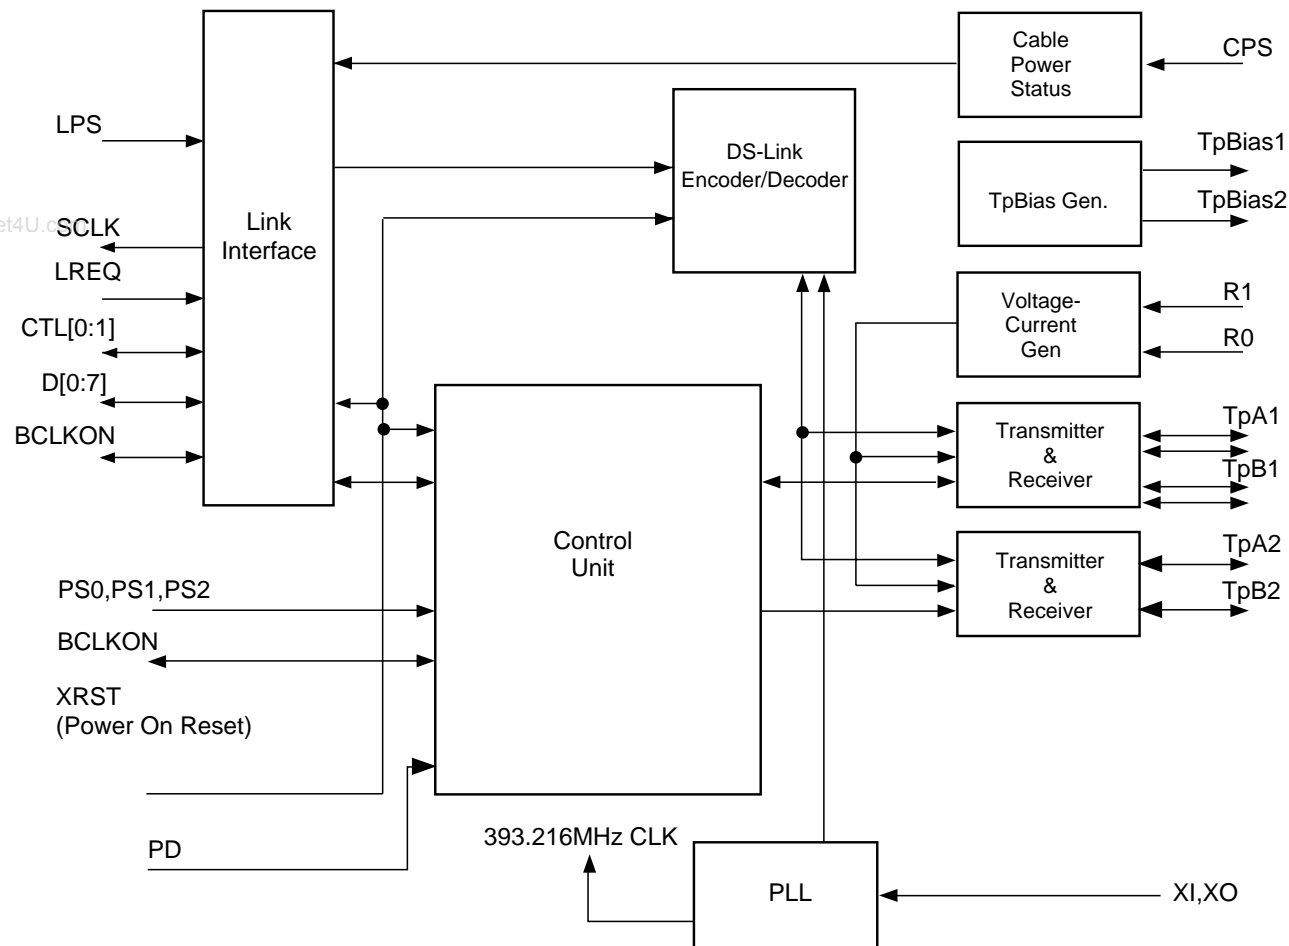 Cable
Power
Status
CPS
LPS
DS-Link
Encoder/Decoder
TpBias Gen.
TpBias1
TpBias2
et4U.com
SCLK
Link
Interface
LREQ
CTL[0:1]
D[0:7]
BCLKON
Voltage-
Current
Gen
R1
R0
Transmitter
&
Receiver
TpA1
TpB1
Control
Unit
Transmitter
&
Receiver
TpA2
TpB2
PS0,PS1,PS2
BCLKON
XRST
(Power On Reset)
PD
393.216MHz CLK
PLL
XI,XO